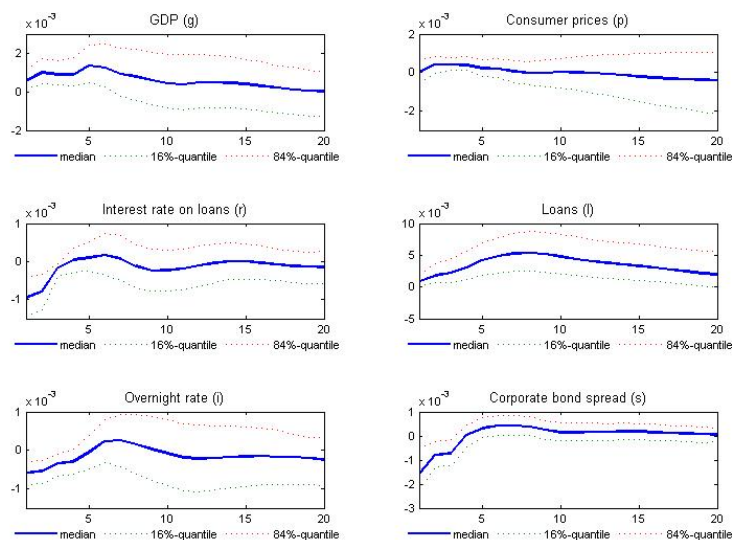 GDP (g)
x 10⁻³
2
0
-2
5 10 15 20
median 16%-quantile 84%-quantile
Consumer prices (p)
x 10⁻³
2
0
-2
5 10 15 20
median 16%-quantile 84%-quantile
Interest rate on loans (r)
x 10⁻³
1
0
-1
5 10 15 20
median 16%-quantile 84%-quantile
Loans (l)
x 10⁻³
10
5
0
-5
5 10 15 20
median 16%-quantile 84%-quantile
Overnight rate (i)
x 10⁻³
1
0
-1
5 10 15 20
median 16%-quantile 84%-quantile
Corporate bond spread (s)
x 10⁻³
1
0
-1
-2
-3
5 10 15 20
median 16%-quantile 84%-quantile